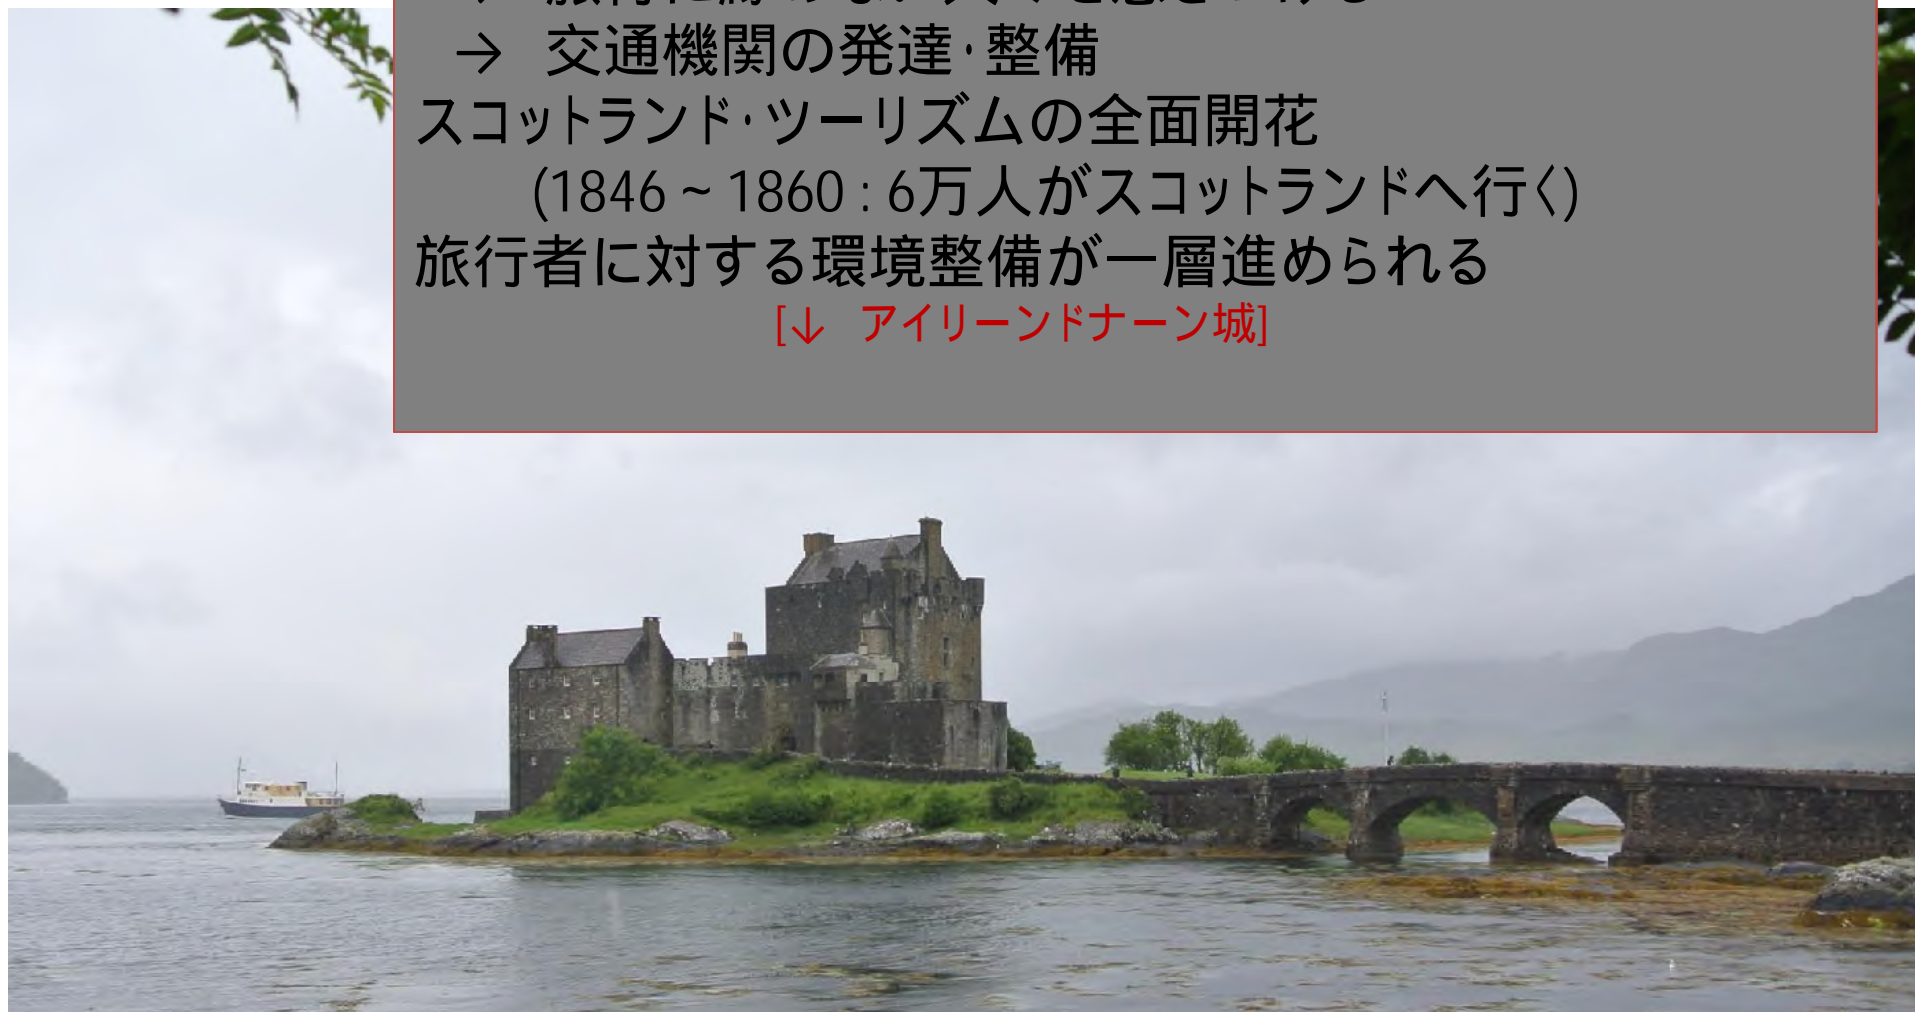 → 交通機関の発達・整備
スコットランド・ツーリズムの全面開花
(1846 ~ 1860 : 6万人がスコットランドへ行く)
旅行者に対する環境整備が一層進められる
[↓ アイリーンドナーン城]